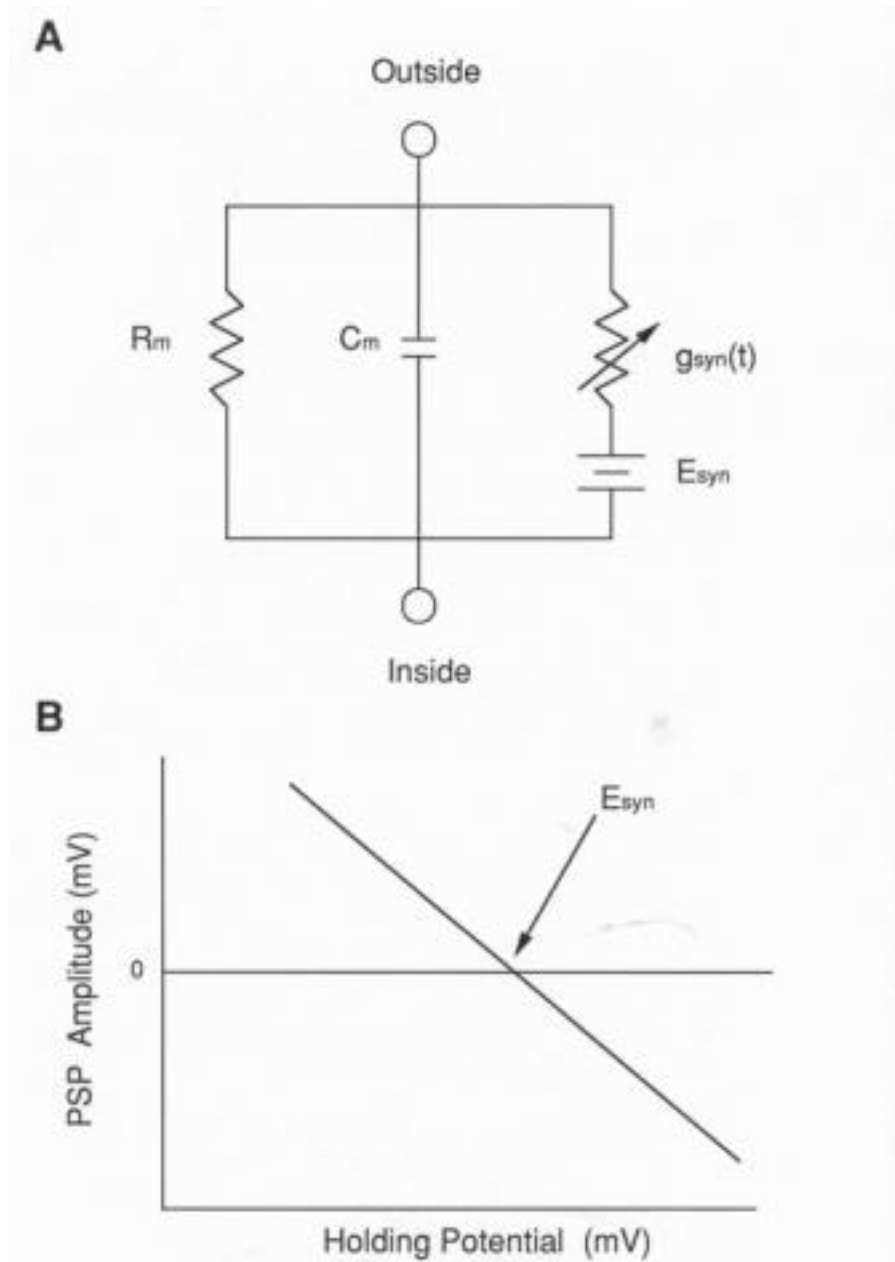 A
Outside
Rm
Cm
gsyn(t)
Esyn
Inside
B
Esyn
0
PSP Amplitude (mV)
Holding Potential (mV)